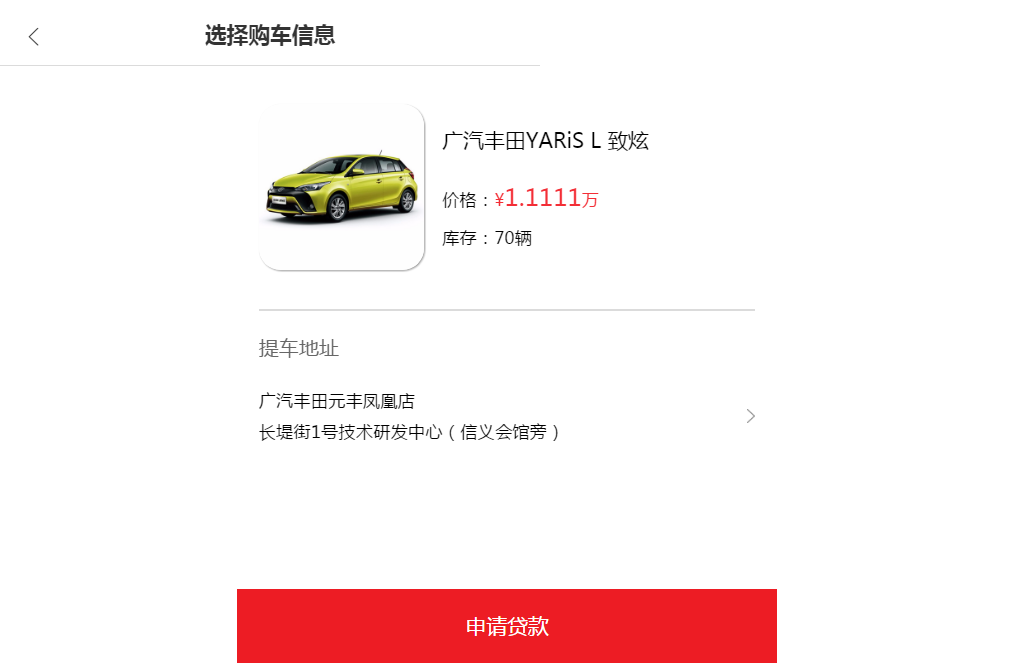 选择购车信息
广汽丰田YARiS L 致炫
价格：¥1.1111万
库存：70辆
提车地址
广汽丰田元丰凤凰店
长堤街1号技术研发中心（信义会馆旁）
申请贷款